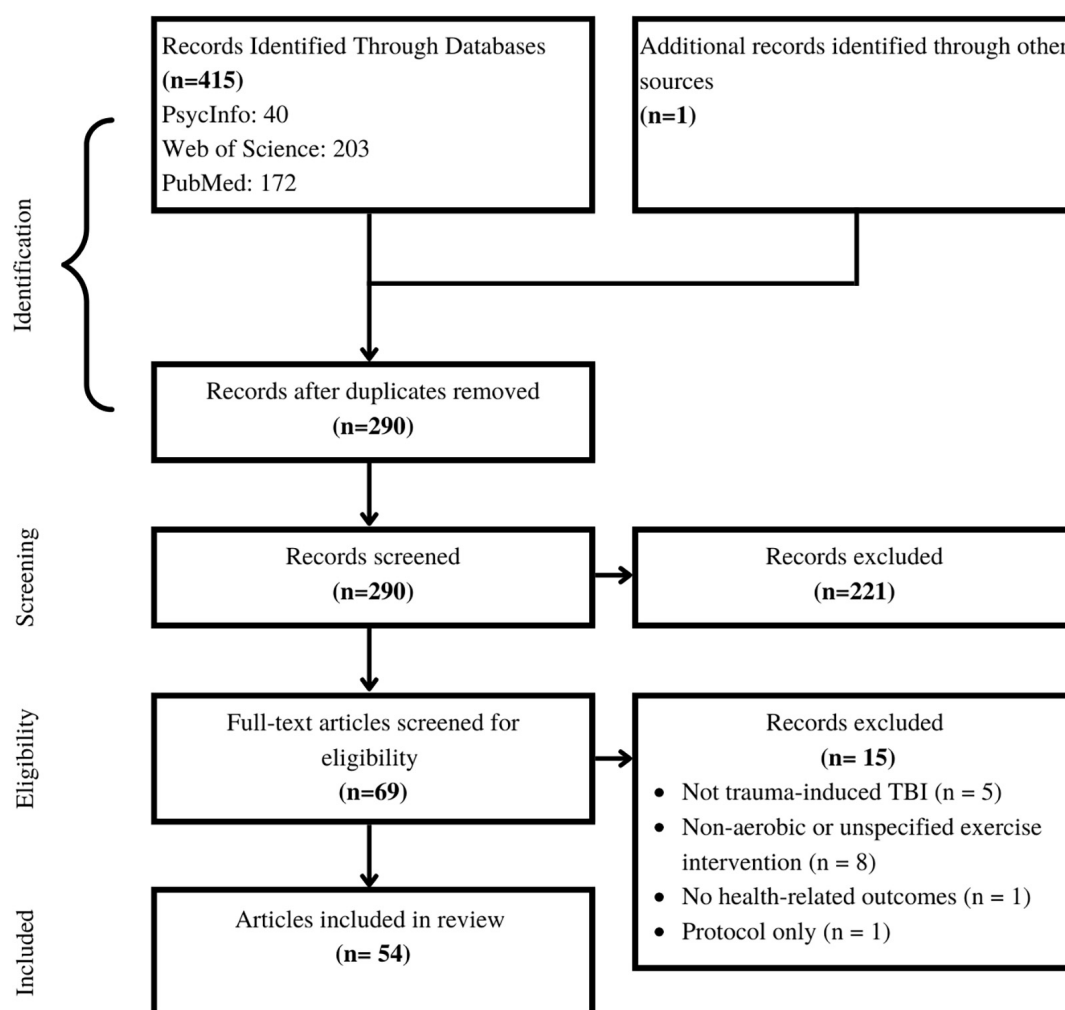 Records Identified Through Databases
(n=415)
PsycInfo: 40
Web of Science: 203
PubMed: 172
Additional records identified through other
sources
(n=1)
Identification
Records after duplicates removed
(n=290)
Screening
Records screened
(n=290)
Records excluded
(n=221)
Eligibility
Full-text articles screened for
eligibility
(n=69)
Records excluded
(n= 15)
• Not trauma-induced TBI (n = 5)
• Non-aerobic or unspecified exercise
intervention (n = 8)
• No health-related outcomes (n = 1)
• Protocol only (n = 1)
Included
Articles included in review
(n= 54)